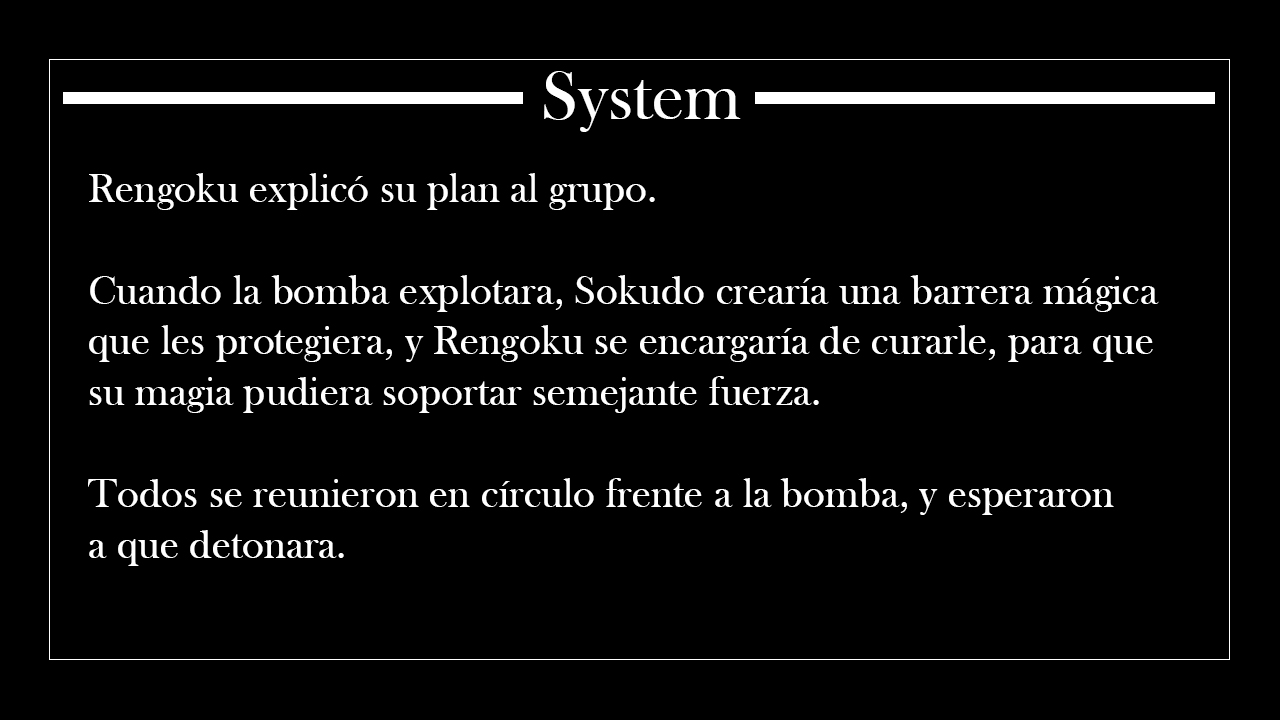 System
Rengoku explicó su plan al grupo.
Cuando la bomba explotara, Sokudo crearía una barrera mágica
que les protegiera, y Rengoku se encargaría de curarle, para que
su magia pudiera soportar semejante fuerza.
Todos se reunieron en círculo frente a la bomba, y esperaron
a que detonara.